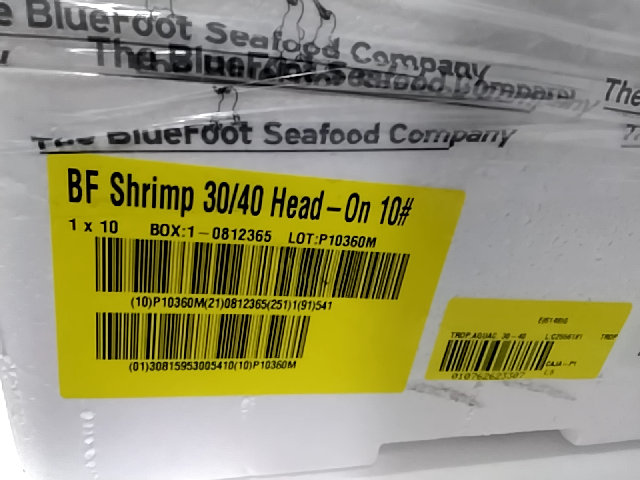 e BlueFoot Seafood Company
The BlueFoot Seafood Company
The BlueFoot Seafood Company
The
BF Shrimp 30/40 Head-On 10#
1 x 10 BOX:1-0812365 LOT:P10360M
(10)P10360M(21)0812365(251)1(91)541
(01)30815953005410(10)P10360M
TROP.AQUAC 30-40
CAJA-P1